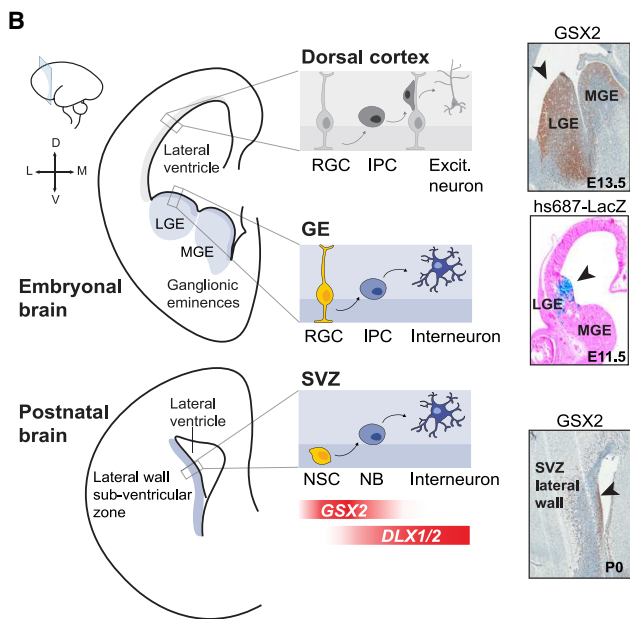 B
D
L
M
V
Embryonal
brain
Lateral
ventricle
LGE
MGE
Ganglionic
eminences
Dorsal cortex
RGC
IPC
Excit.
neuron
GE
RGC
IPC
Interneuron
Postnatal
brain
Lateral
ventricle
Lateral wall
sub-ventricular
zone
SVZ
NSC
NB
Interneuron
GSX2
DLX1/2
GSX2
MGE
LGE
E13.5
hs687-LacZ
LGE
MGE
E11.5
GSX2
SVZ
lateral
wall
P0